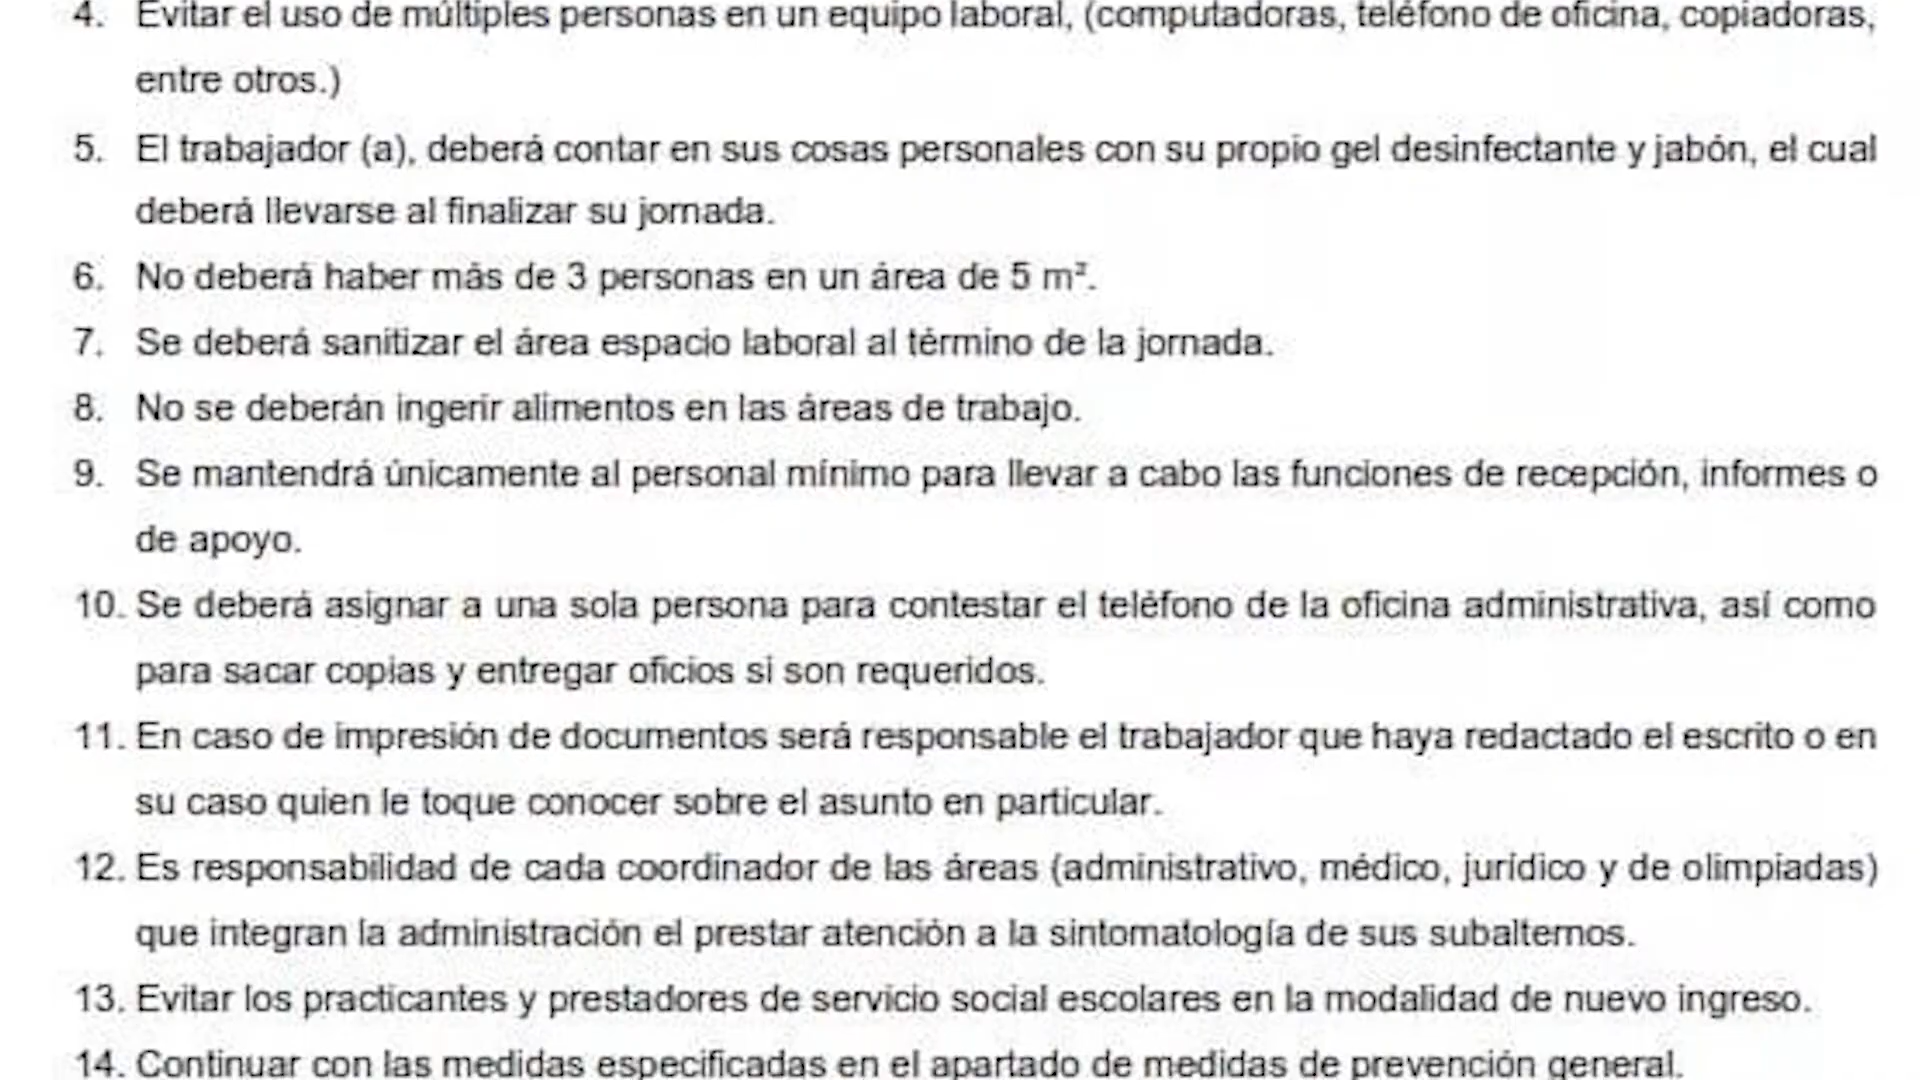 4. Evitar el uso de múltiples personas en un equipo laboral, (computadoras, teléfono de oficina, copiadoras,
entre otros.)
5. El trabajador (a), deberá contar en sus cosas personales con su propio gel desinfectante y jabón, el cual
deberá llevarse al finalizar su jornada.
6. No deberá haber más de 3 personas en un área de 5 m².
7. Se deberá sanitizar el área espacio laboral al término de la jornada.
8. No se deberán ingerir alimentos en las áreas de trabajo.
9. Se mantendrá únicamente al personal mínimo para llevar a cabo las funciones de recepción, informes o
de apoyo.
10. Se deberá asignar a una sola persona para contestar el teléfono de la oficina administrativa, así como
para sacar copias y entregar oficios si son requeridos.
11. En caso de impresión de documentos será responsable el trabajador que haya redactado el escrito o en
su caso quien le toque conocer sobre el asunto en particular.
12. Es responsabilidad de cada coordinador de las áreas (administrativo, médico, jurídico y de olimpiadas)
que integran la administración el prestar atención a la sintomatología de sus subalternos.
13. Evitar los practicantes y prestadores de servicio social escolares en la modalidad de nuevo ingreso.
14. Continuar con las medidas especificadas en el apartado de medidas de prevención general.